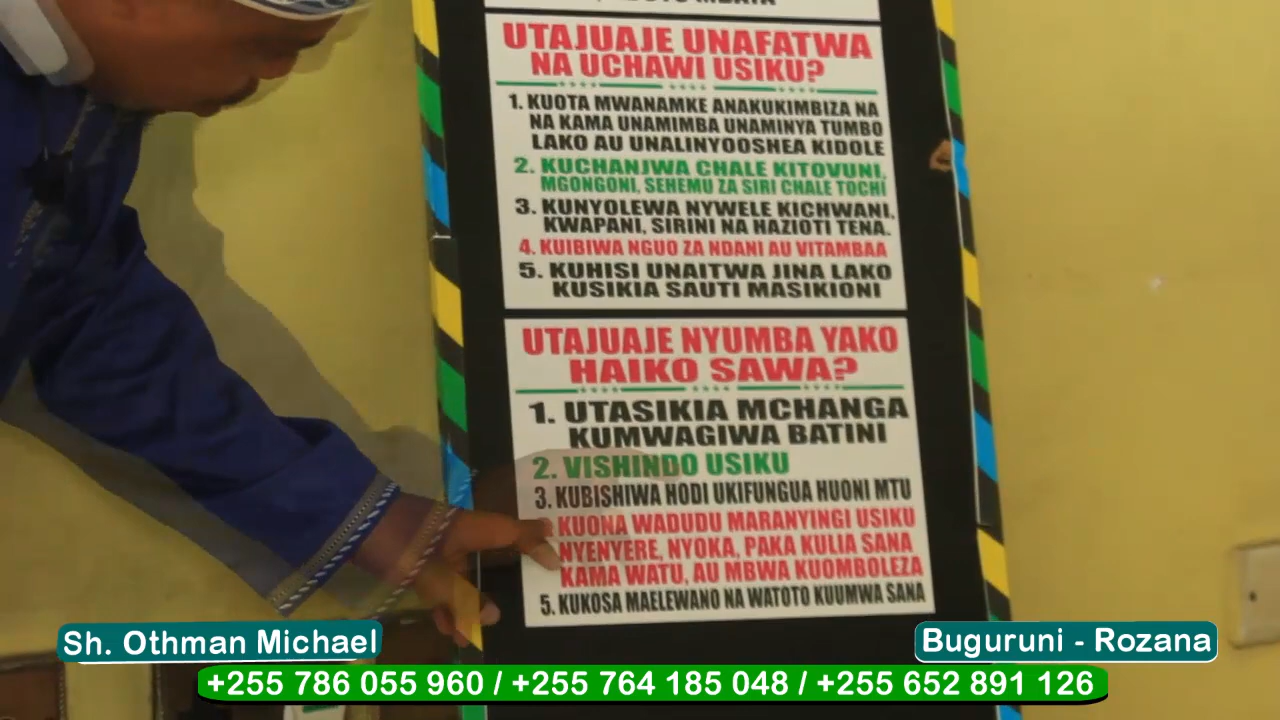 UTAJUAJE UNAFATWA
NA UCHAWI USIKU?
1. KUOTA MWANAMKE ANAKUKIMBIZA NA
NA KAMA UNAMIMBA UNAMINYA TUMBO
LAKO AU UNALINYOOSHEA KIDOLE
2. KUCHANJWA CHALE KITOVUNI,
MGONGONI, SEHEMU ZA SIRI CHALE TOCHI
3. KUNYOLEWA NYWELE KICHWANI,
KWAPANI, SIRINI NA HAZIOTI TENA.
4. KUIBIWA NGUO ZA NDANI AU VITAMBAA
5. KUHISI UNAITWA JINA LAKO
KUSIKIA SAUTI MASIKIONI
UTAJUAJE NYUMBA YAKO
HAIKO SAWA?
1. UTASIKIA MCHANGA
KUMWAGIWA BATINI
2. VISHINDO USIKU
3. KUBISHIWA HODI UKIFUNGUA HUONI MTU
KUONA WADUDU MARANYINGI USIKU
NYENYERE, NYOKA, PAKA KULIA SANA
KAMA WATU, AU MBWA KUOMBOLEZA
5. KUKOSA MAELEWANO NA WATOTO KUUMWA SANA
Sh. Othman Michael
Buguruni - Rozana
+255 786 055 960 / +255 764 185 048 / +255 652 891 126